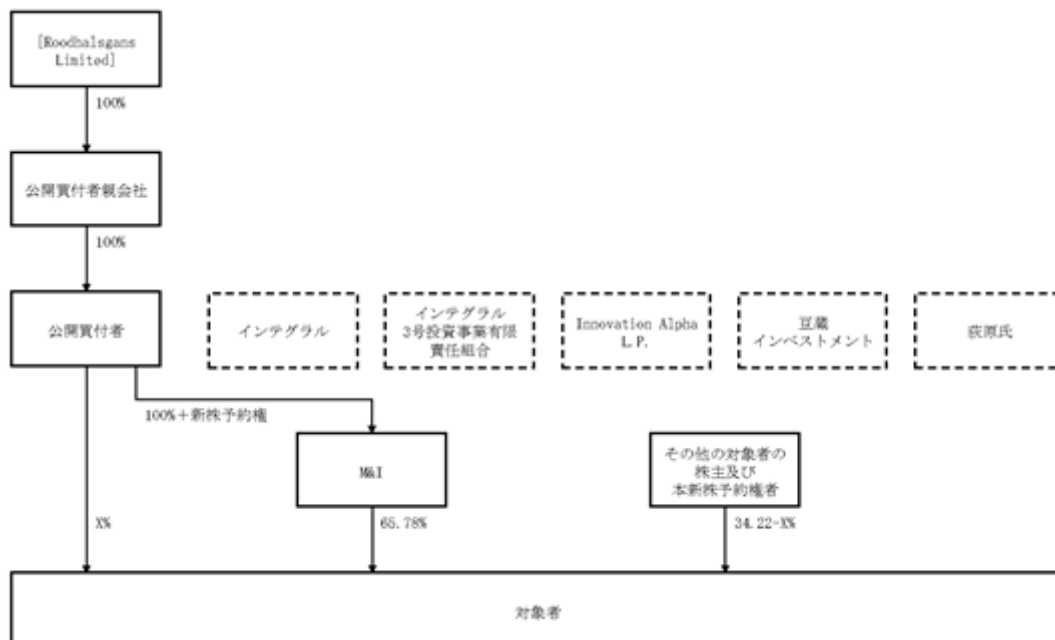 [Roodhalsgans
Limited]
100%
公開買付者親会社
100%
公開買付者
インテグラル
インテグラル
3号投資事業有限
責任組合
Innovation Alpha
L.P.
豆蔵
インベストメント
荻原氏
100%+新株予約権
M&I
その他の対象者の
株主及び
本新株予約権者
X%
65.78%
34.22-X%
対象者